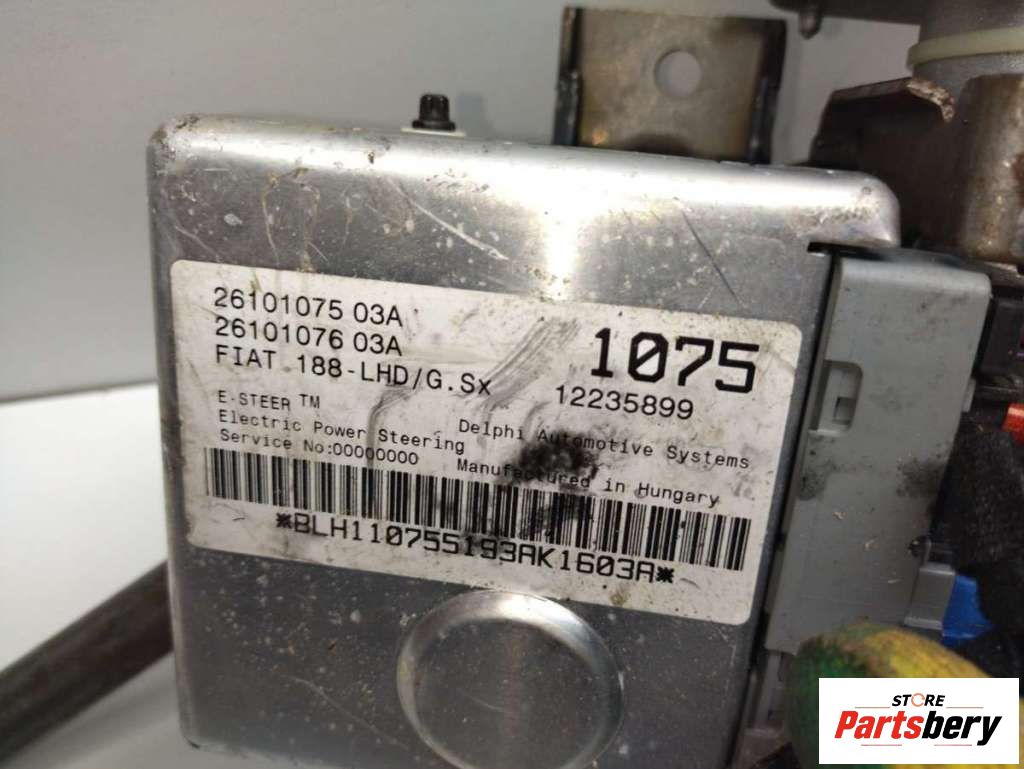 26101075 03A
26101076 03A
FIAT 188-LHD/G.Sx
1075
12235899
E-STEER TM
Electric Power Steering
Service No:00000000
Delphi Automotive Systems
Manufactured in Hungary
*BLH110755193AK1603A*
STORE
Partsbery